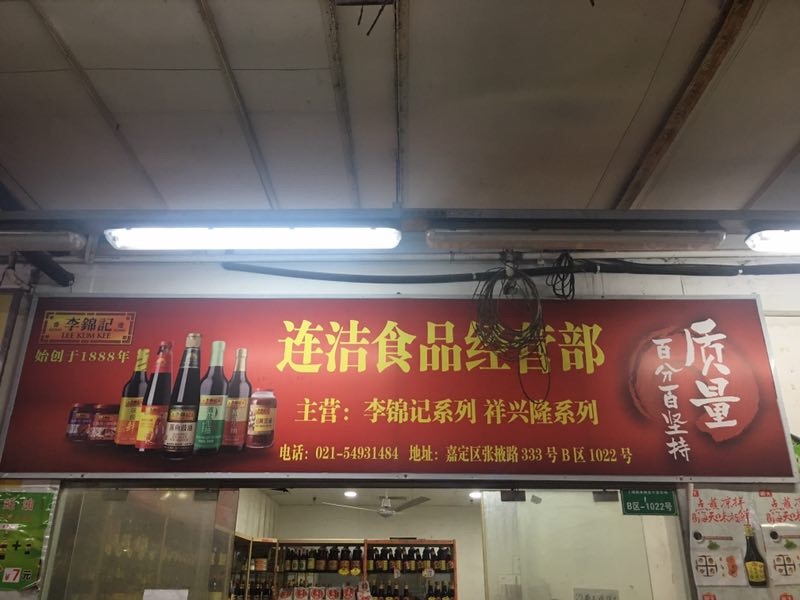 李錦記
LEE KUM KEE
始创于1888年
连洁食品经营部
主营：李锦记系列 祥兴隆系列
电话：021-54931484 地址：嘉定区张掖路333号B区1022号
质量
百分百坚持
B区-1022号
¥7元